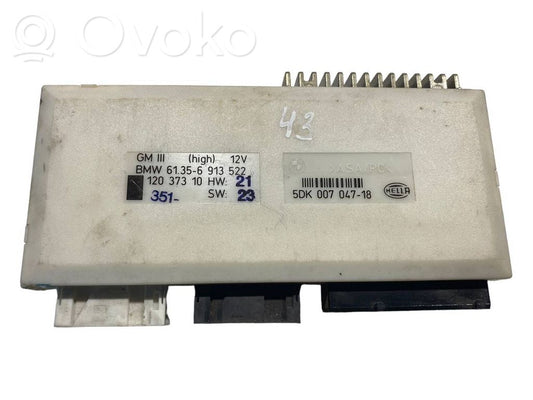 Ovoko
43
GM III (high) 12V
BMW 61.35-6 913 522
120 373 10 HW: 21
351- SW: 23
5DK 007 047-18
HELLA